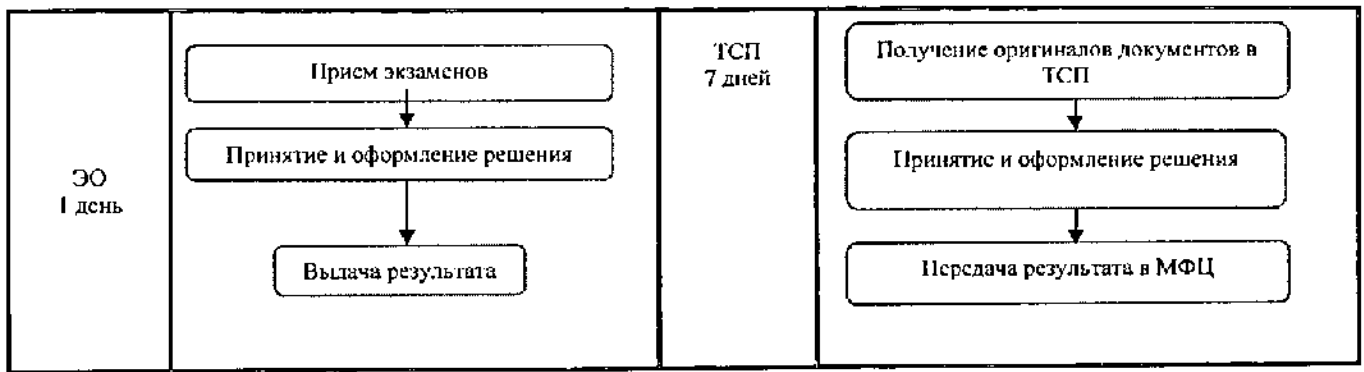 ЭО
1 день
Прием экзаменов
Принятие и оформление решения
Выдача результата
ТСП
7 дней
Получение оригиналов документов в
ТСП
Принятие и оформление решения
Передача результата в МФЦ